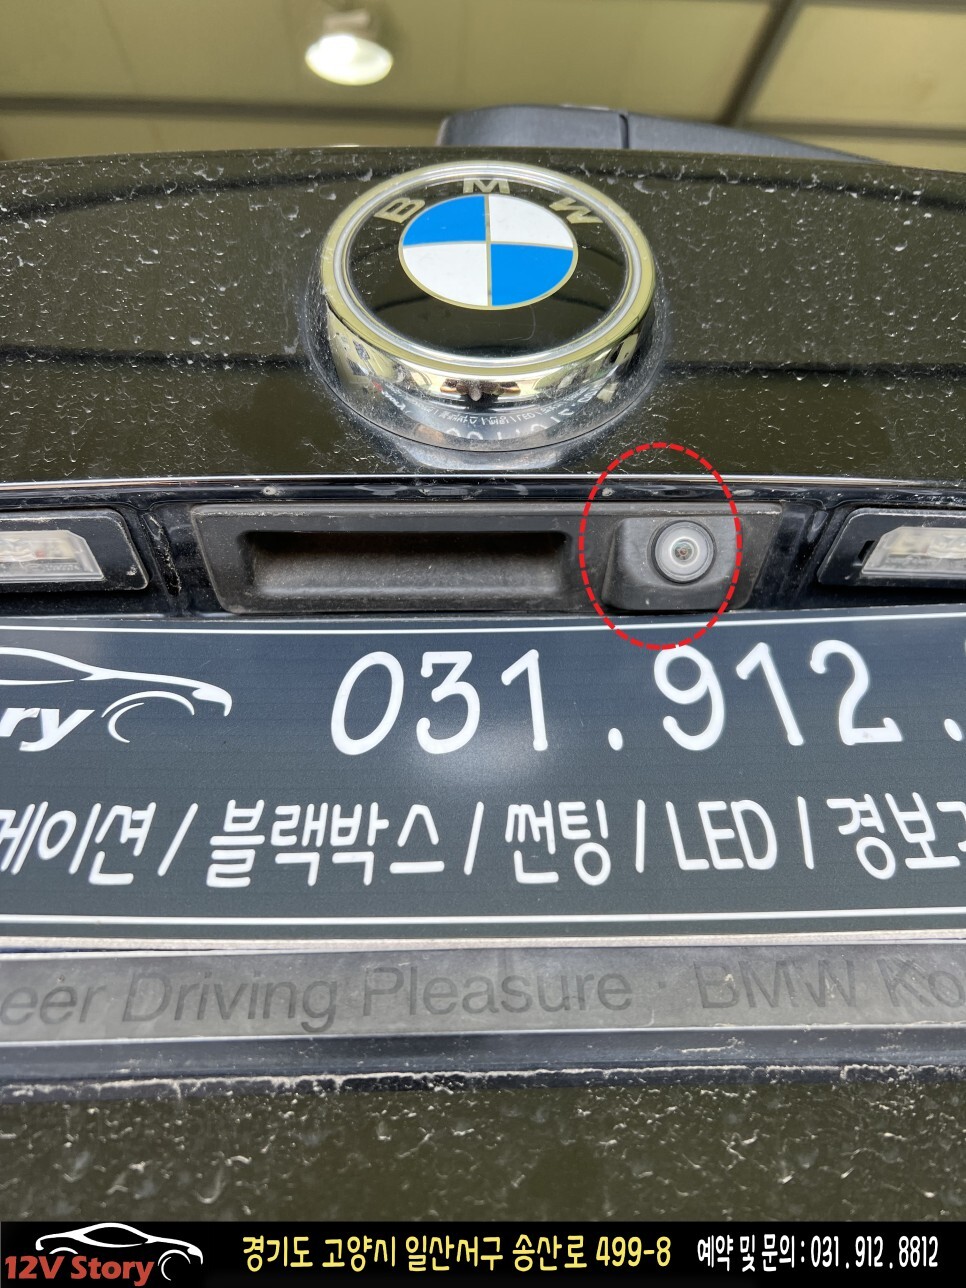 BMW
ry 031.912.
이션 / 블랙박스 / 썬팅 / LED / 경보
eer Driving Pleasure · BMW Ko
12V Story 경기도 고양시 일산서구 송산로 499-8 예약 및 문의 : 031.912.8812